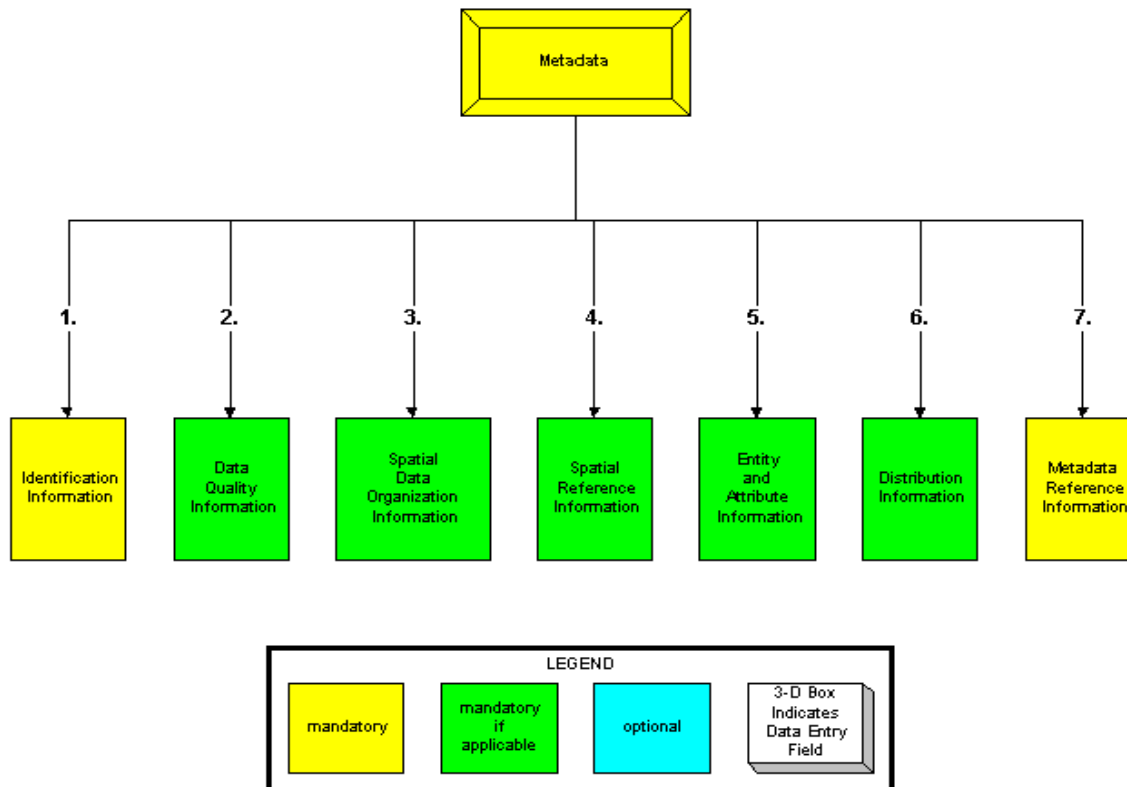 Metadata
1.
2.
3.
4.
5.
6.
7.
Identification
Information
Data
Quality
Information
Spatial
Data
Organization
Information
Spatial
Reference
Information
Entity
and
Attribute
Information
Distribution
Information
Metadata
Reference
Information
LEGEND
mandatory
mandatory
if
applicable
optional
3-D Box
Indicates
Data Entry
Field